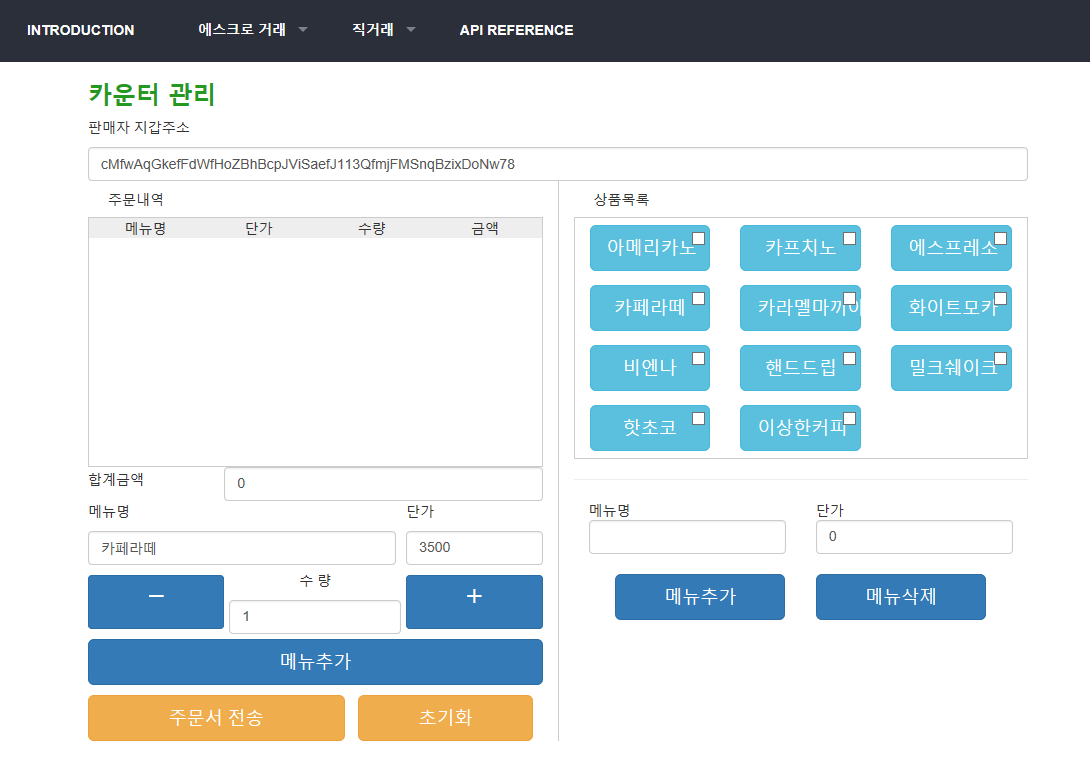 INTRODUCTION 에스크로 거래 직거래 API REFERENCE
카운터 관리
판매자 지갑주소
cMfwAqGkefFdWfHoZBhBcpJViSaefJ113QfmjFMSnqBzixDoNw78
주문내역
메뉴명 단가 수량 금액
합계금액 0
메뉴명 단가
카페라떼 3500
수 량
− 1 +
메뉴추가
주문서 전송 초기화
상품목록
아메리카노 카프치노 에스프레소
카페라떼 카라멜마끼아 화이트모카
비엔나 핸드드립 밀크쉐이크
핫초코 이상한커피
메뉴명 단가
0
메뉴추가 메뉴삭제